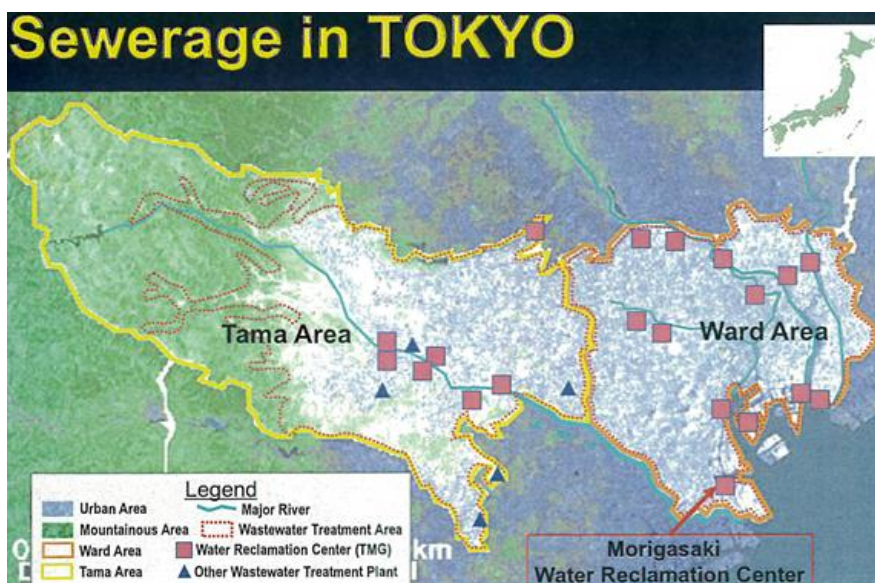 Sewerage in TOKYO
Tama Area
Ward Area
Legend
Urban Area
Major River
Mountainous Area
Wastewater Treatment Area
Ward Area
Water Reclamation Center (TMG)
Tama Area
Other Wastewater Treatment Plant
km
Morigasaki
Water Reclamation Center